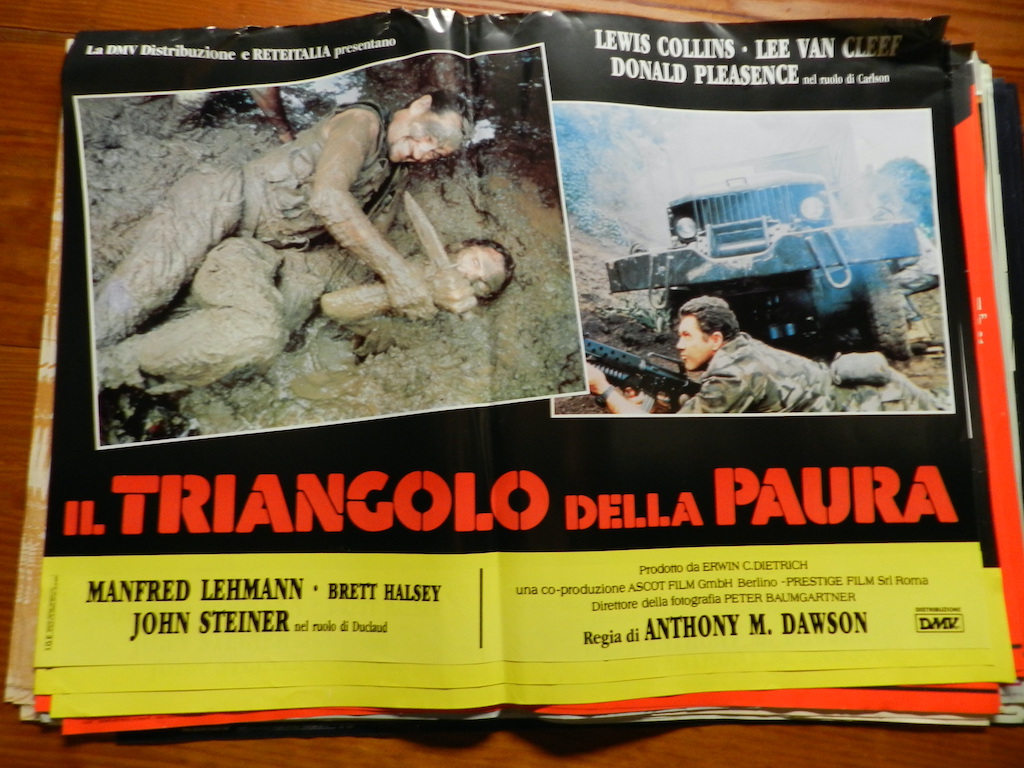 La DMV Distribuzione e RETEITALIA presentano
LEWIS COLLINS · LEE VAN CLEEF
DONALD PLEASENCE nel ruolo di Carlson
IL TRIANGOLO DELLA PAURA
MANFRED LEHMANN · BRETT HALSEY
JOHN STEINER nel ruolo di Duclaud
Prodotto da ERWIN C.DIETRICH
una co-produzione ASCOT FILM GmbH Berlino -PRESTIGE FILM Srl Roma
Direttore della fotografia PETER BAUMGARTNER
Regia di ANTHONY M. DAWSON
DISTRIBUZIONE
DMV